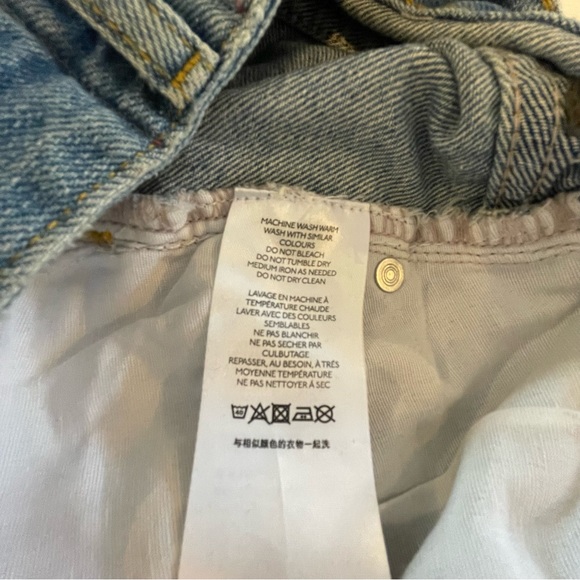 MACHINE WASH WARM
WASH WITH SIMILAR
COLOURS
DO NOT BLEACH
DO NOT TUMBLE DRY
MEDIUM IRON AS NEEDED
DO NOT DRY CLEAN
LAVAGE EN MACHINE À
TEMPÉRATURE CHAUDE
LAVER AVEC DES COULEURS
SEMBLABLES
NE PAS BLANCHIR
NE PAS SECHER PAR
CULBUTAGE
REPASSER, AU BESOIN, À TRÈS
MOYENNE TEMPÉRATURE
NE PAS NETTOYER À SEC
40
与相似颜色的衣物一起洗